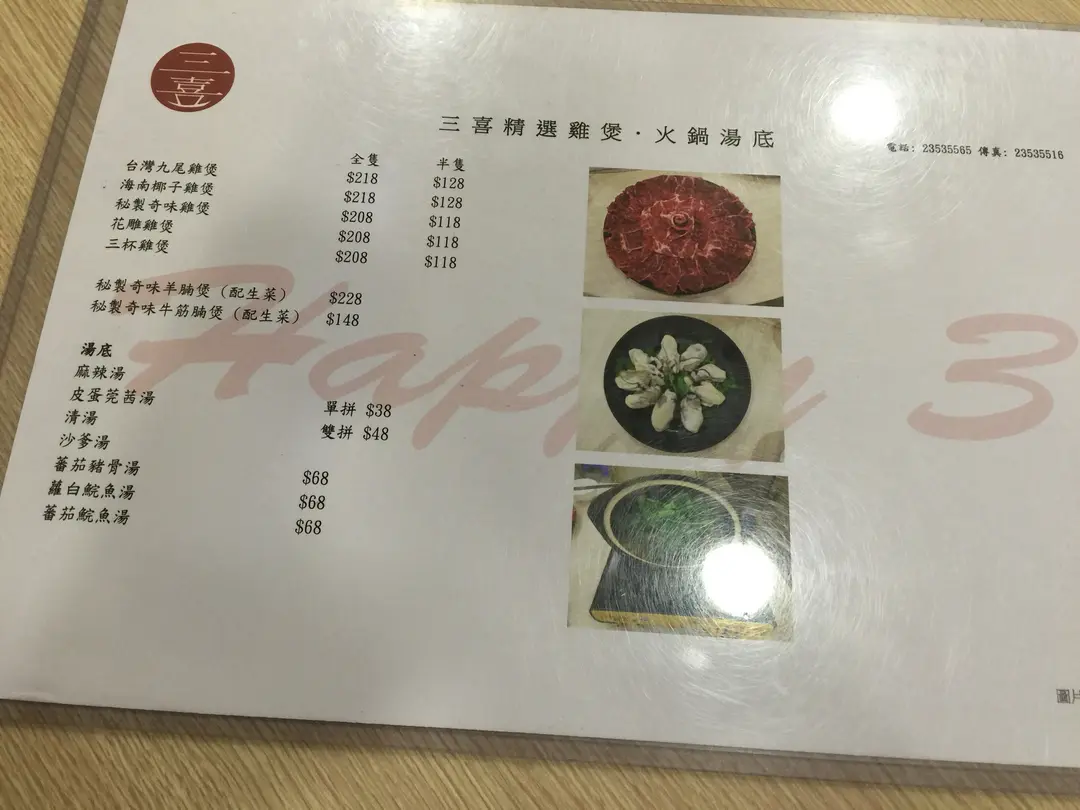 三喜
三喜精選雞煲·火鍋湯底
電話: 23535565 傳真: 23535516
全隻 半隻
台灣九尾雞煲 $218 $128
海南椰子雞煲 $218 $128
秘製奇味雞煲 $208 $118
花雕雞煲 $208 $118
三杯雞煲 $208 $118
秘製奇味羊腩煲 (配生菜) $228
秘製奇味牛筋腩煲 (配生菜) $148
湯底
麻辣湯
皮蛋莞茜湯
清湯 單拼 $38
沙爹湯 雙拼 $48
蕃茄豬骨湯 $68
蘿白鯇魚湯 $68
蕃茄鯇魚湯 $68
Happy 3